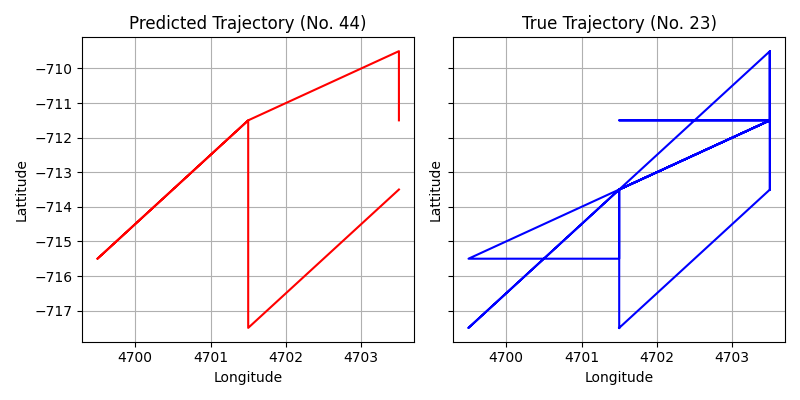 Predicted Trajectory (No. 44)
True Trajectory (No. 23)
−710
−711
−712
−713
−714
−715
−716
−717
Lattitude
Lattitude
4700 4701 4702 4703
4700 4701 4702 4703
Longitude
Longitude